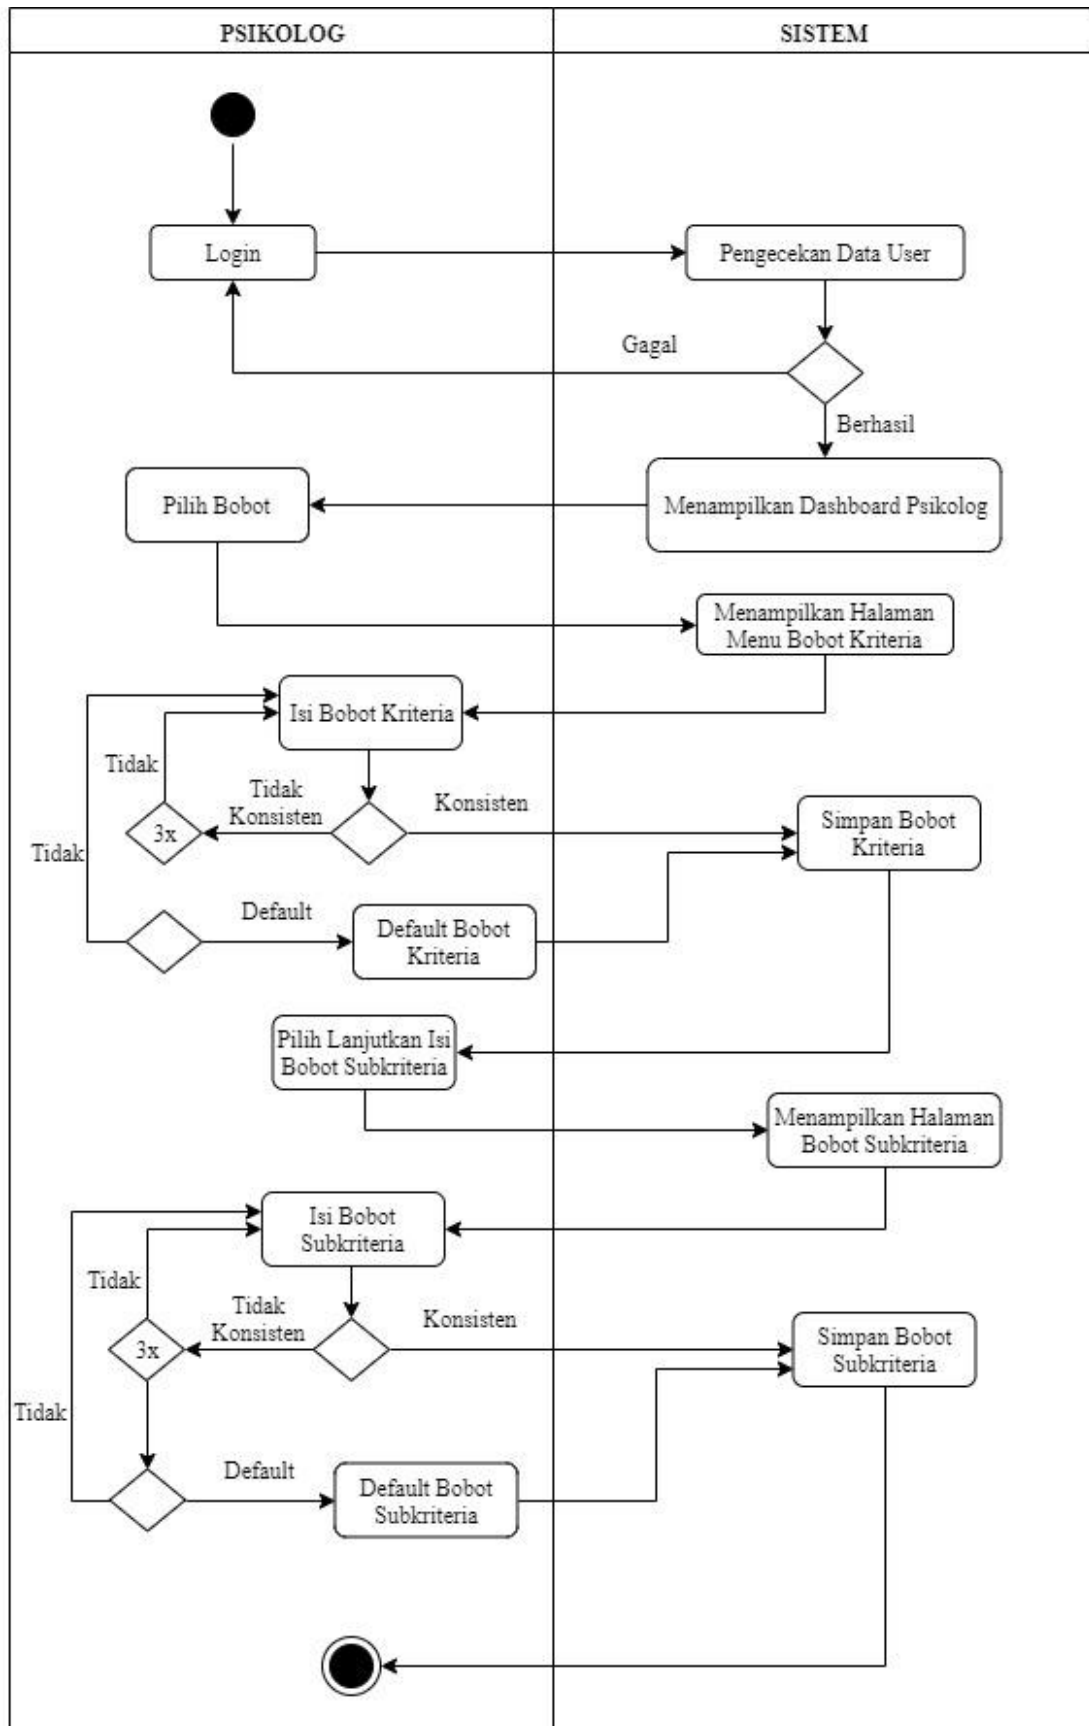 PSIKOLOG
SISTEM
Login
Pengecekan Data User
Gagal
Berhasil
Pilih Bobot
Menampilkan Dashboard Psikolog
Menampilkan Halaman
Menu Bobot Kriteria
Isi Bobot Kriteria
Tidak
Tidak
Konsisten
Konsisten
3x
Simpan Bobot
Kriteria
Tidak
Default
Default Bobot
Kriteria
Pilih Lanjutkan Isi
Bobot Subkriteria
Menampilkan Halaman
Bobot Subkriteria
Isi Bobot
Subkriteria
Tidak
Tidak
Konsisten
Konsisten
3x
Simpan Bobot
Subkriteria
Tidak
Default
Default Bobot
Subkriteria